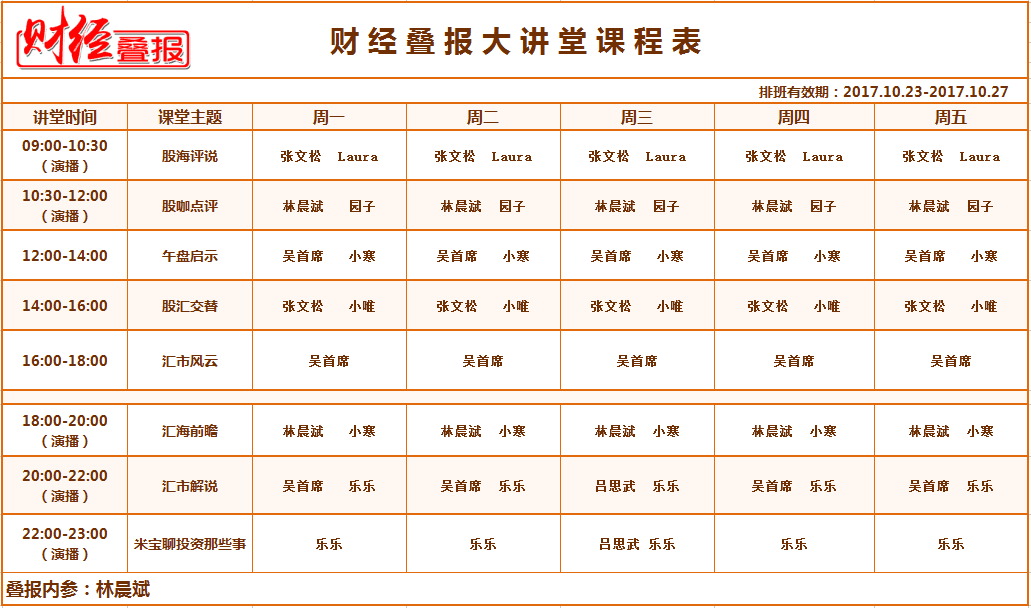 财经叠报
财经叠报大讲堂课程表
排班有效期：2017.10.23-2017.10.27
讲堂时间 课堂主题 周一 周二 周三 周四 周五
09:00-10:30
（演播）
股海评说 张文松 Laura 张文松 Laura 张文松 Laura 张文松 Laura 张文松 Laura
10:30-12:00
（演播）
股咖点评 林晨斌 园子 林晨斌 园子 林晨斌 园子 林晨斌 园子 林晨斌 园子
12:00-14:00 午盘启示 吴首席 小寒 吴首席 小寒 吴首席 小寒 吴首席 小寒 吴首席 小寒
14:00-16:00 股汇交替 张文松 小唯 张文松 小唯 张文松 小唯 张文松 小唯 张文松 小唯
16:00-18:00 汇市风云 吴首席 吴首席 吴首席 吴首席 吴首席
18:00-20:00
（演播）
汇海前瞻 林晨斌 小寒 林晨斌 小寒 林晨斌 小寒 林晨斌 小寒 林晨斌 小寒
20:00-22:00
（演播）
汇市解说 吴首席 乐乐 吴首席 乐乐 吕思武 乐乐 吴首席 乐乐 吴首席 乐乐
22:00-23:00
（演播）
米宝聊投资那些事 乐乐 乐乐 吕思武 乐乐 乐乐 乐乐
叠报内参：林晨斌